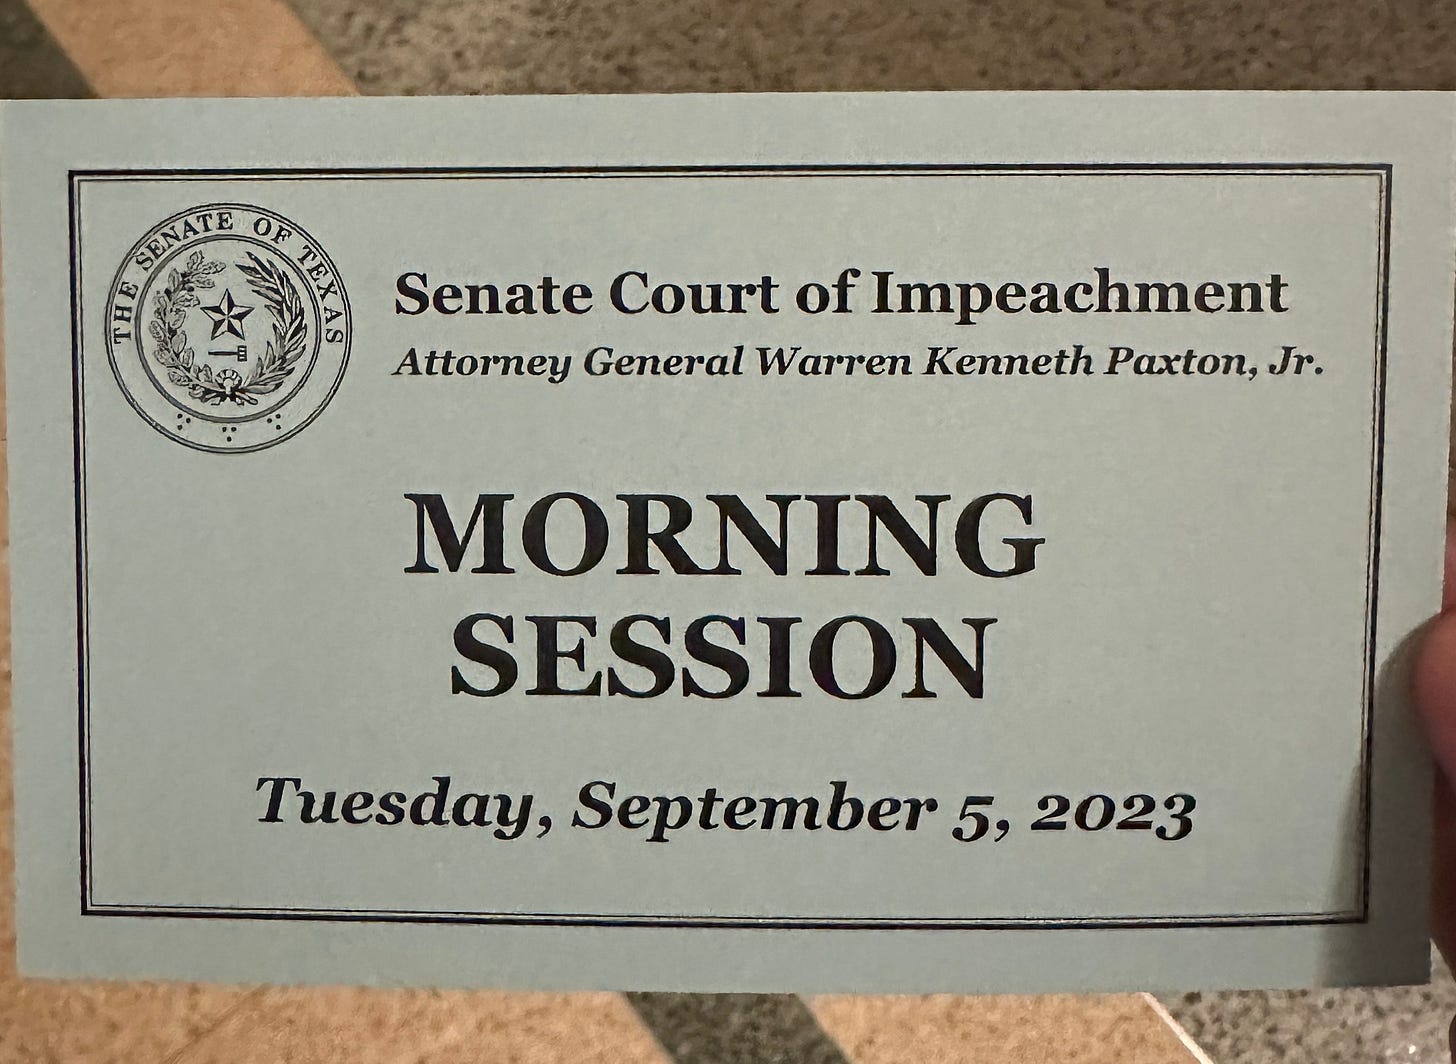 THE SENATE OF TEXAS
Senate Court of Impeachment
Attorney General Warren Kenneth Paxton, Jr.
MORNING
SESSION
Tuesday, September 5, 2023